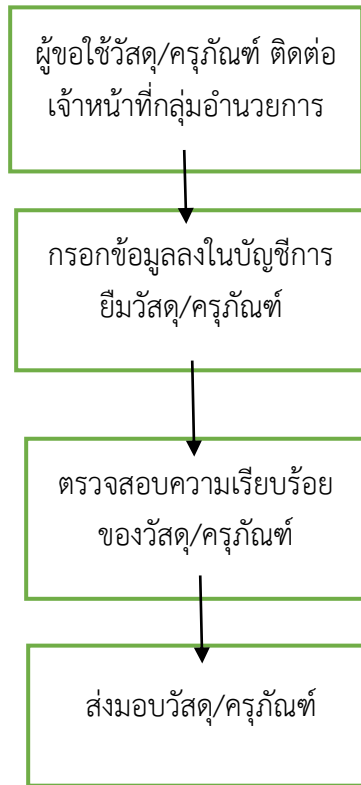 ผู้ขอใช้วัสดุ/ครุภัณฑ์ ติดต่อ
เจ้าหน้าที่กลุ่มอำนวยการ
กรอกข้อมูลลงในบัญชีการ
ยืมวัสดุ/ครุภัณฑ์
ตรวจสอบความเรียบร้อย
ของวัสดุ/ครุภัณฑ์
ส่งมอบวัสดุ/ครุภัณฑ์